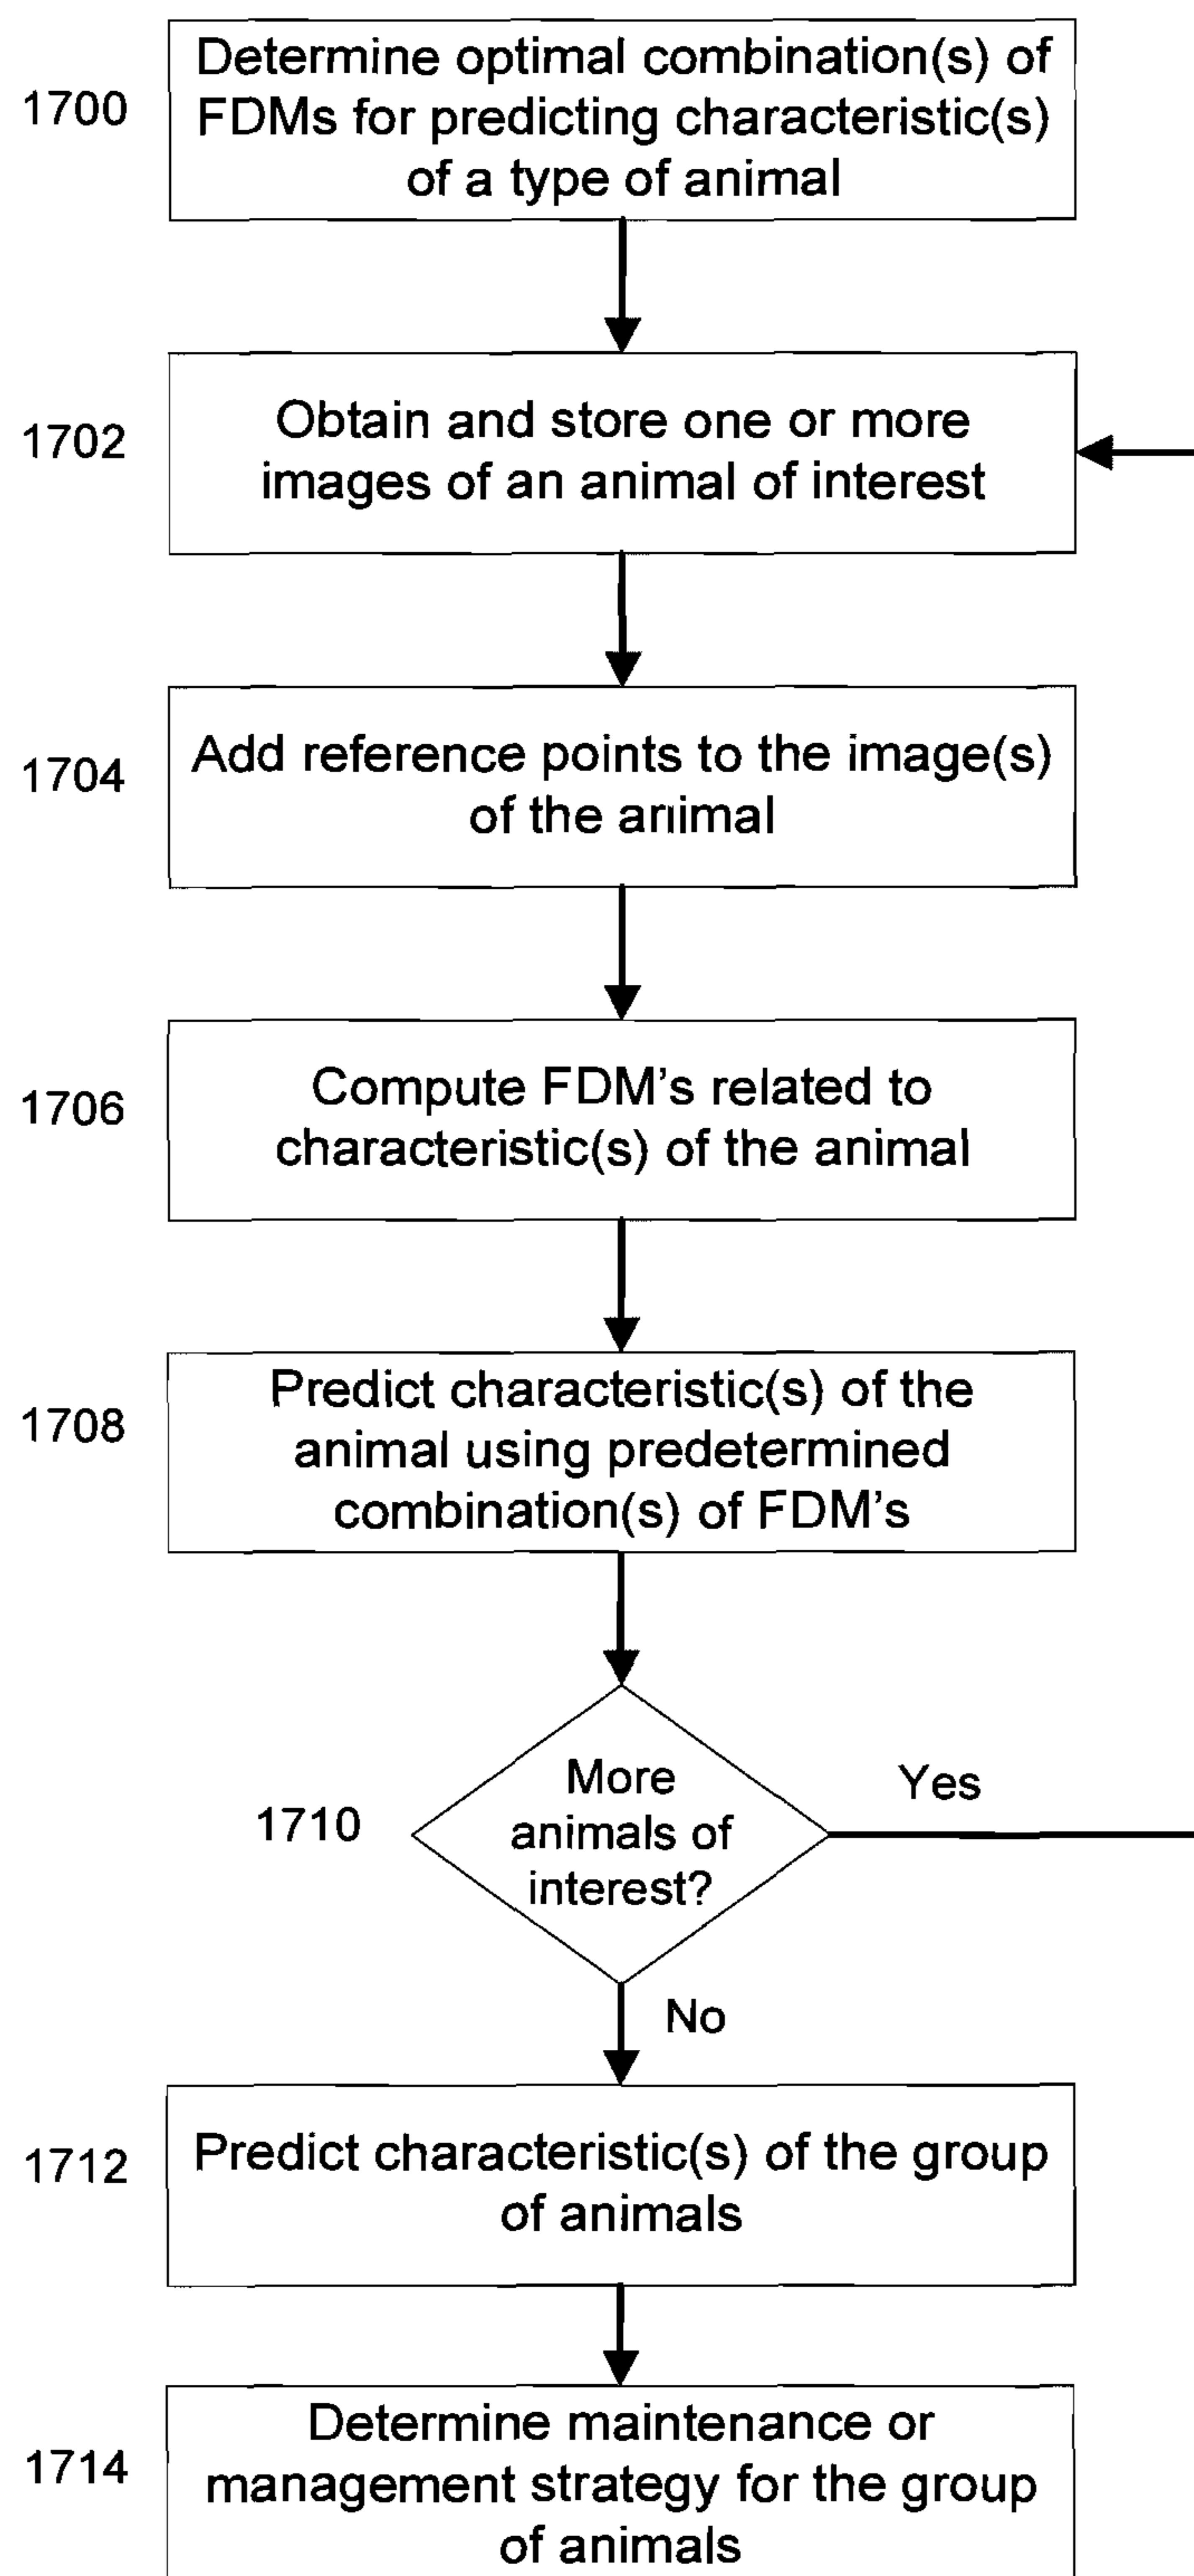 1700
Determine optimal combination(s) of
FDMs for predicting characteristic(s)
of a type of animal
1702
Obtain and store one or more
images of an animal of interest
1704
Add reference points to the image(s)
of the animal
1706
Compute FDM's related to
characteristic(s) of the animal
1708
Predict characteristic(s) of the
animal using predetermined
combination(s) of FDM's
1710
More
animals of
interest?
Yes
No
1712
Predict characteristic(s) of the group
of animals
1714
Determine maintenance or
management strategy for the group
of animals